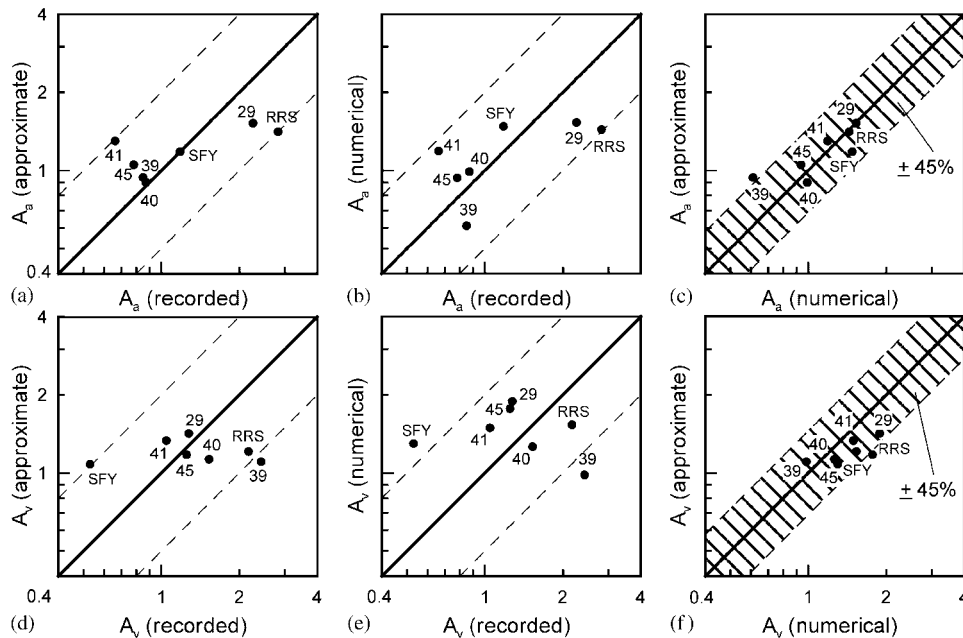 4
2
1
0.4
A_a (approximate)
29
RRS
41
39
SFY
45
40
(a)
A_a (recorded)
A_a (numerical)
SFY
29
RRS
41
40
45
39
(b)
A_a (recorded)
A_a (approximate)
29
41
RRS
45
SFY
39
40
± 45%
(c)
A_a (numerical)
4
2
1
0.4
A_v (approximate)
29
41
40
RRS
SFY
45
39
1
2
4
(d)
A_v (recorded)
A_v (numerical)
29
45
SFY
41
RRS
40
39
0.4
1
2
4
(e)
A_v (recorded)
A_v (approximate)
41
29
40
39
RRS
45
SFY
± 45%
0.4
1
2
4
(f)
A_v (numerical)